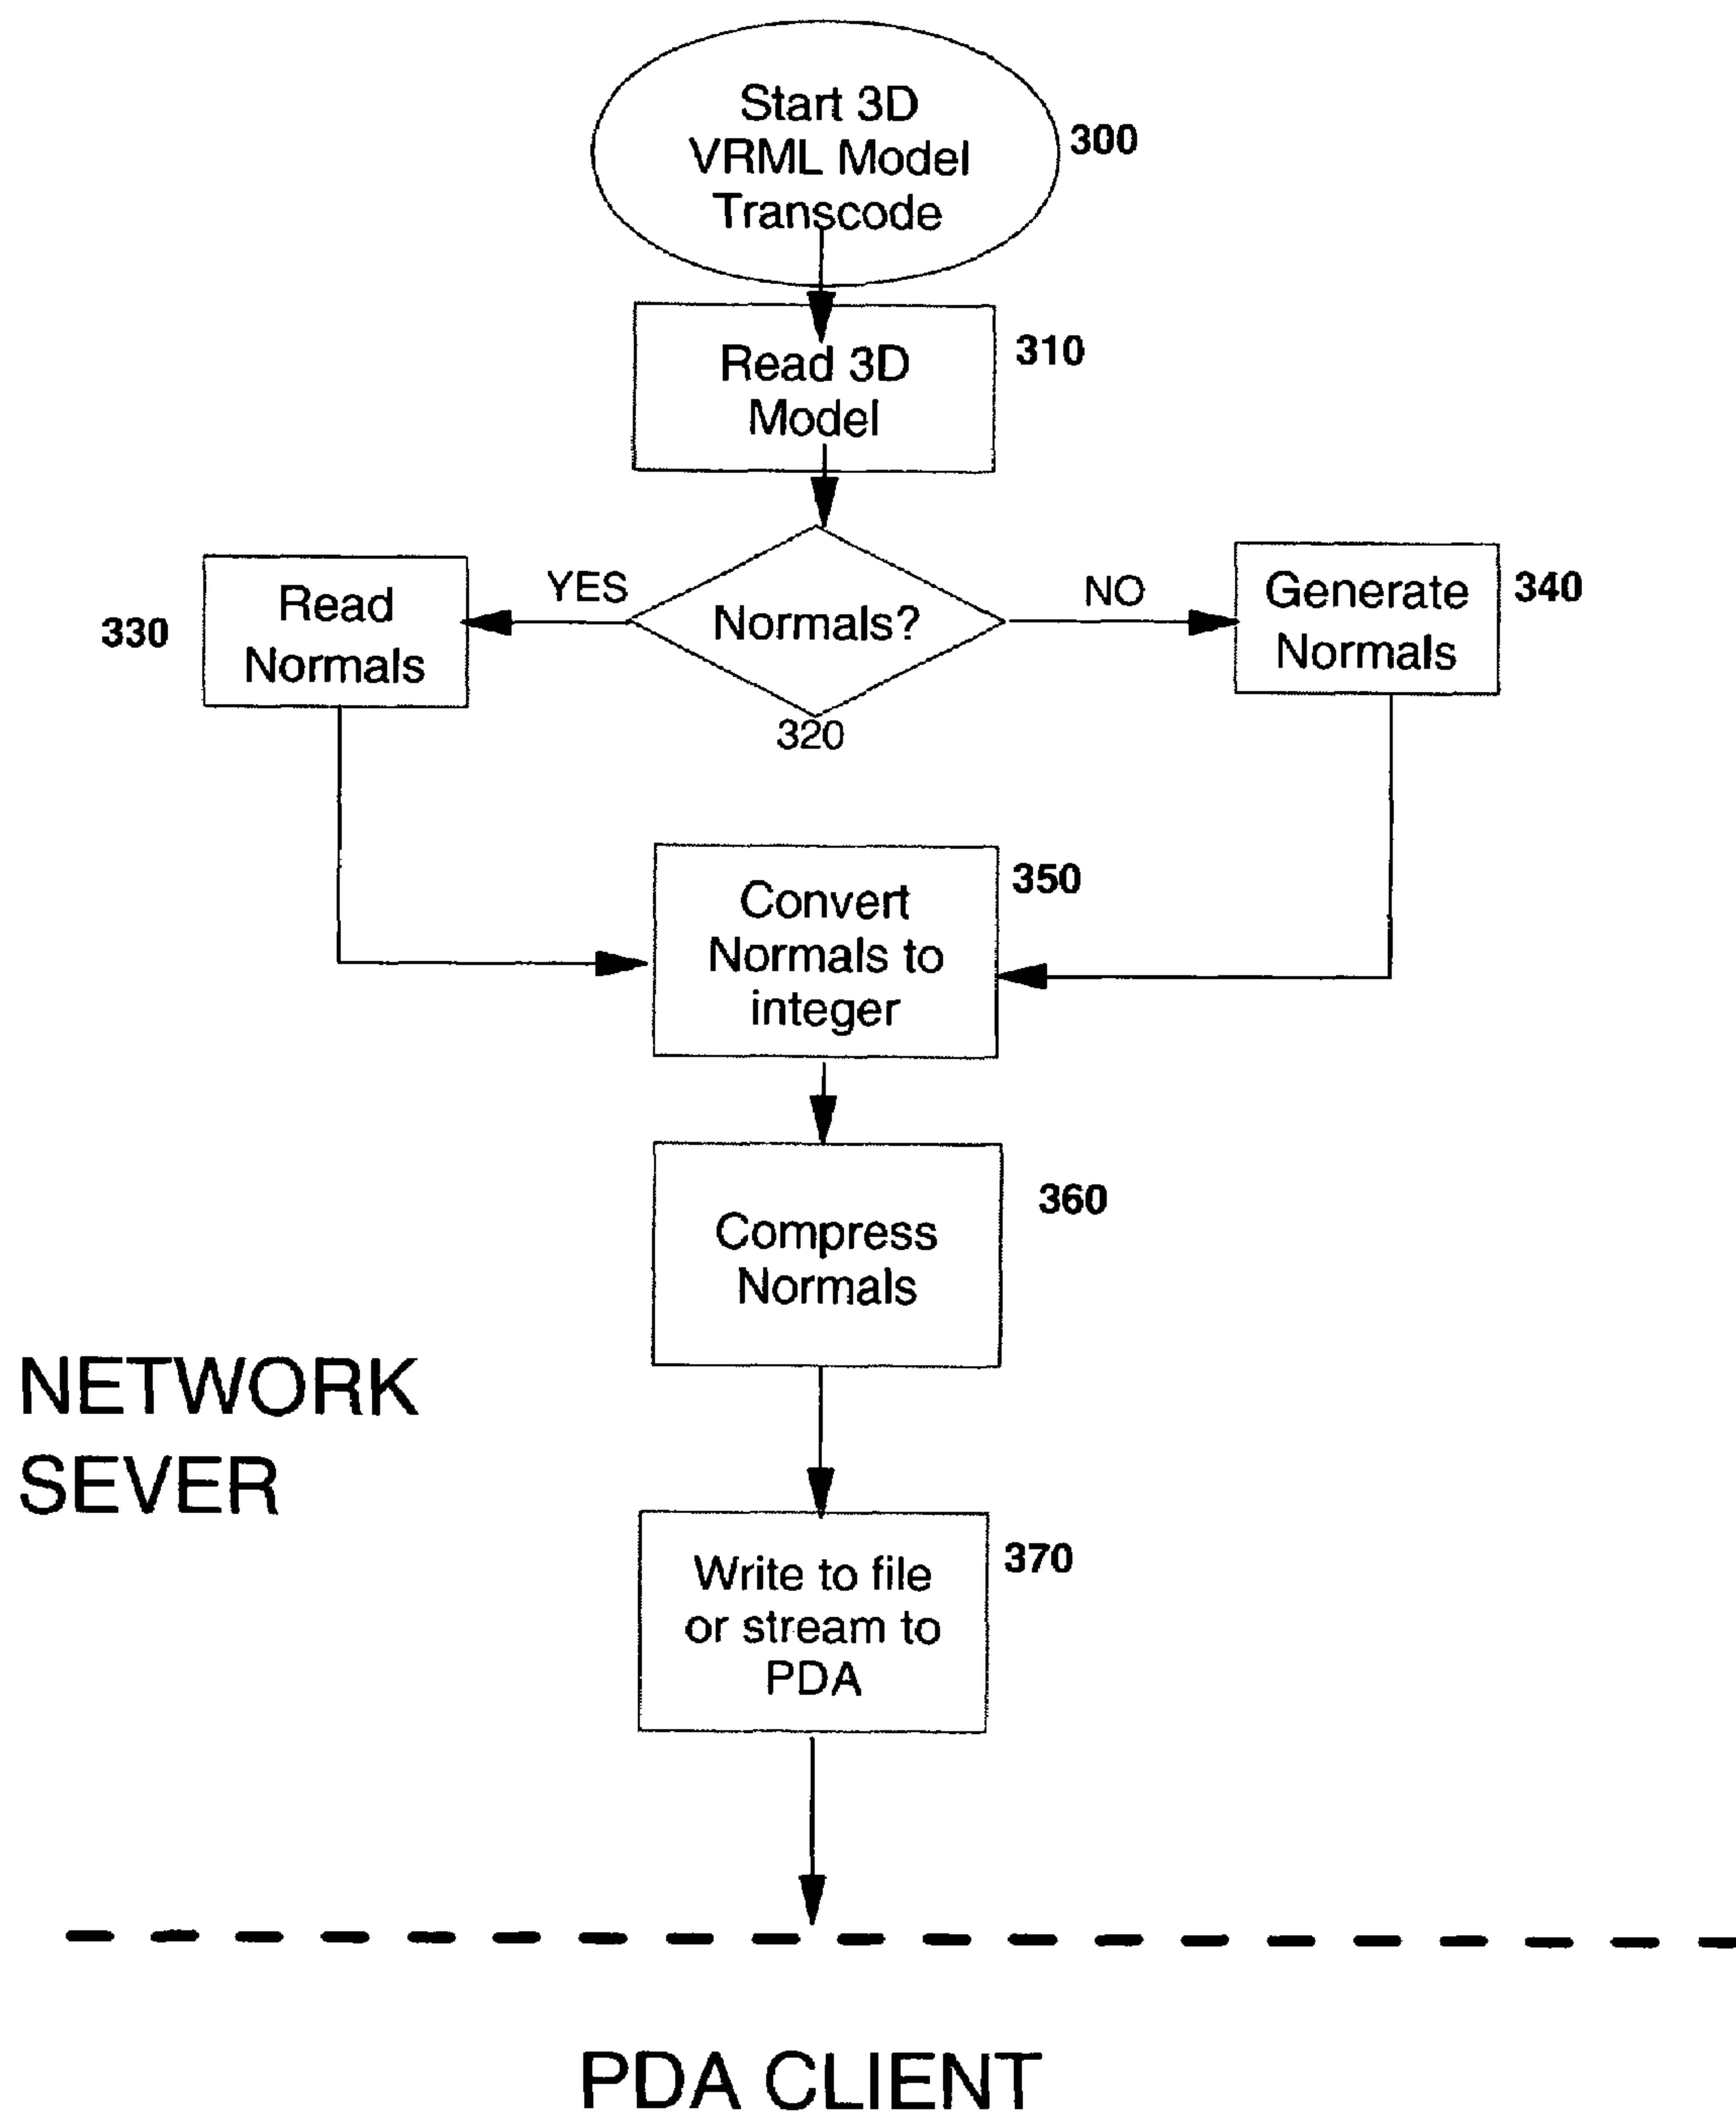 Start 3D
VRML Model
Transcode
300
Read 3D
Model
310
Read
Normals
330
YES
Normals?
320
NO
Generate
Normals
340
Convert
Normals to
integer
350
Compress
Normals
360
NETWORK
SEVER
Write to file
or stream to
PDA
370
PDA CLIENT